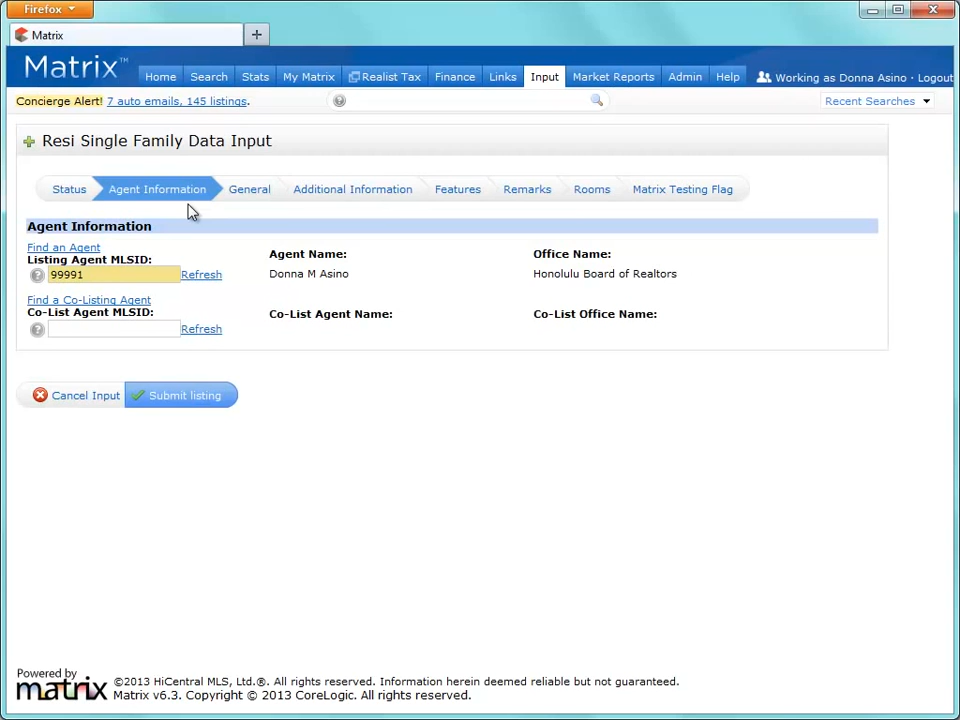 Firefox
Matrix
Matrix™
Home Search Stats My Matrix Realist Tax Finance Links Input Market Reports Admin Help Working as Donna Asino · Logout
Concierge Alert! 7 auto emails, 145 listings.
Recent Searches
Resi Single Family Data Input
Status Agent Information General Additional Information Features Remarks Rooms Matrix Testing Flag
Agent Information
Find an Agent
Listing Agent MLSID: Agent Name: Office Name:
99991 Refresh Donna M Asino Honolulu Board of Realtors
Find a Co-Listing Agent
Co-List Agent MLSID: Co-List Agent Name: Co-List Office Name:
Refresh
Cancel Input Submit listing
Powered by
matrix
©2013 HiCentral MLS, Ltd.®. All rights reserved. Information herein deemed reliable but not guaranteed.
Matrix v6.3. Copyright © 2013 CoreLogic. All rights reserved.